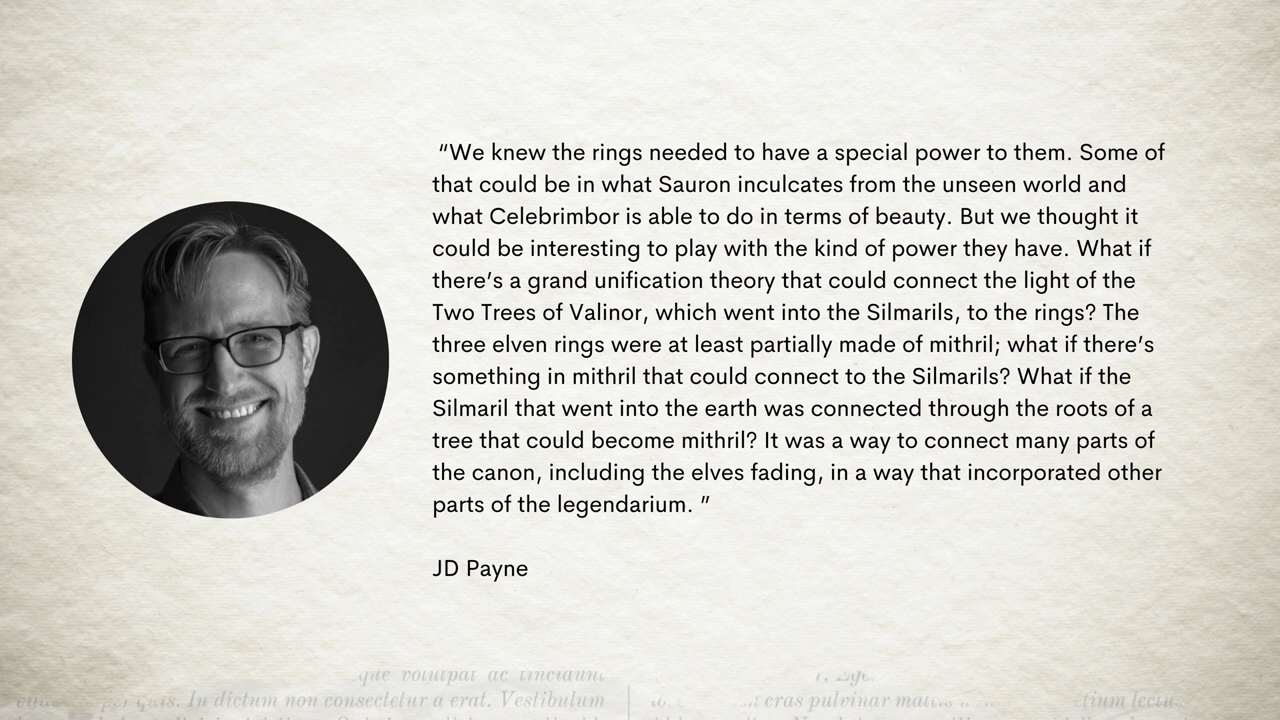 “We knew the rings needed to have a special power to them. Some of
that could be in what Sauron inculcates from the unseen world and
what Celebrimbor is able to do in terms of beauty. But we thought it
could be interesting to play with the kind of power they have. What if
there’s a grand unification theory that could connect the light of the
Two Trees of Valinor, which went into the Silmarils, to the rings? The
three elven rings were at least partially made of mithril; what if there’s
something in mithril that could connect to the Silmarils? What if the
Silmaril that went into the earth was connected through the roots of a
tree that could become mithril? It was a way to connect many parts of
the canon, including the elves fading, in a way that incorporated other
parts of the legendarium. ”
JD Payne
que volutpat ac
In dictum non consectetur a erat. Vestibulum
cras pulvinar